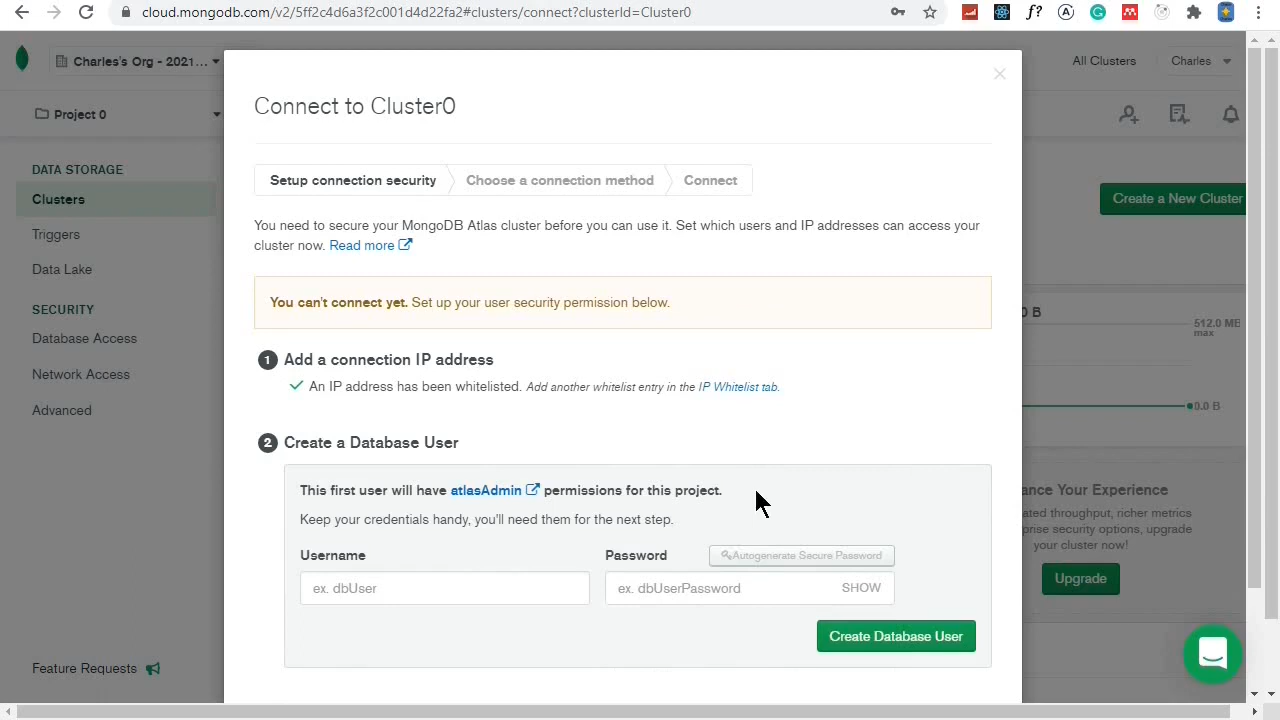 cloud.mongodb.com/v2/5ff2c4d6a3f2c001d4d22fa2#clusters/connect?clusterId=Cluster0
Charles's Org - 2021...
All Clusters
Charles
Project 0
Connect to Cluster0
DATA STORAGE
Clusters
Triggers
Data Lake
SECURITY
Database Access
Network Access
Advanced
Feature Requests
Setup connection security
Choose a connection method
Connect
You need to secure your MongoDB Atlas cluster before you can use it. Set which users and IP addresses can access your
cluster now. Read more
You can't connect yet. Set up your user security permission below.
1 Add a connection IP address
An IP address has been whitelisted. Add another whitelist entry in the IP Whitelist tab.
2 Create a Database User
This first user will have atlasAdmin permissions for this project.
Keep your credentials handy, you'll need them for the next step.
Username
Password
Autogenerate Secure Password
ex. dbUser
ex. dbUserPassword
SHOW
Create Database User
Create a New Cluster
0 B
512.0 MB
max
0.0 B
ance Your Experience
ated throughput, richer metrics
prise security options, upgrade
your cluster now!
Upgrade